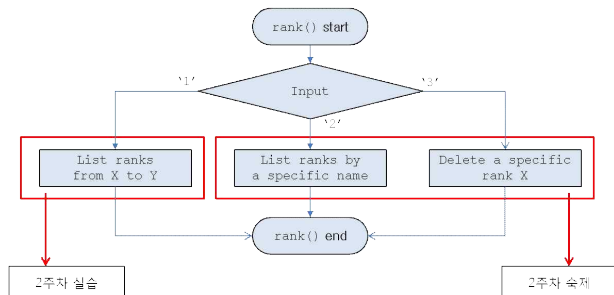 rank() start
Input
'1'
'2'
'3'
List ranks
from X to Y
List ranks by
a specific name
Delete a specific
rank X
rank() end
2주차 실습
2주차 숙제